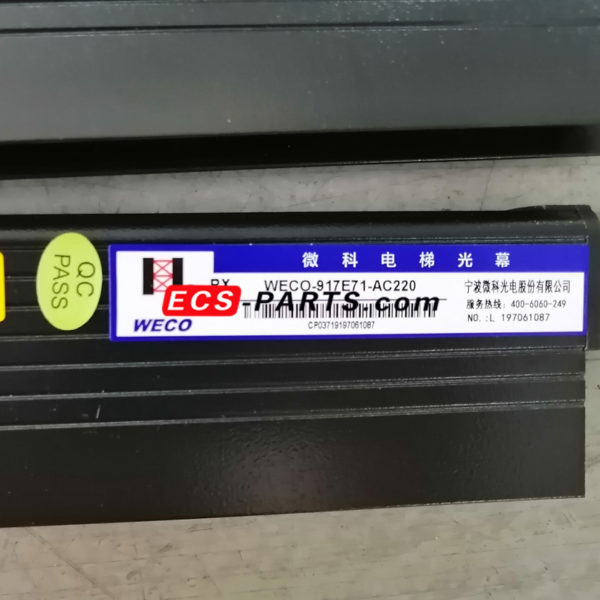 QC
PASS
微科电梯光幕
RX
WECO-917E71-AC220
宁波微科光电股份有限公司
ECS-PARTS.com
服务热线: 400-6060-249
WECO
CP03719197061087
NO.:L 197061087